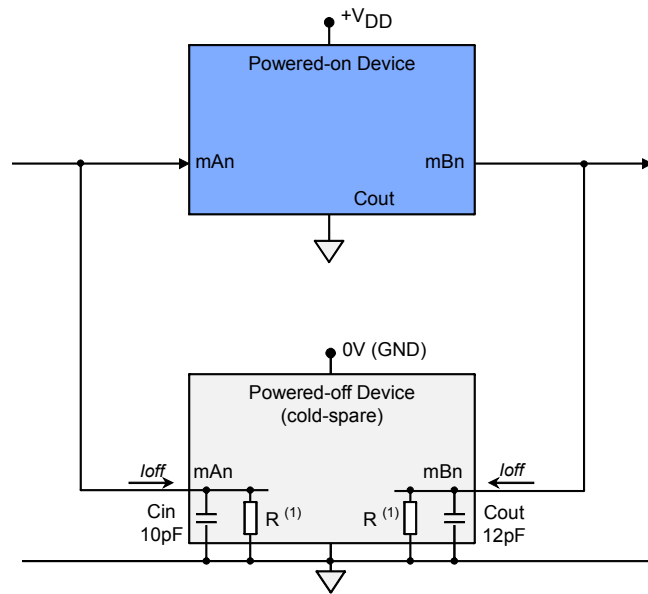 +VDD
Powered-on Device
mAn
mBn
Cout
0V (GND)
Powered-off Device
(cold-spare)
Ioff
mAn
mBn
Ioff
Cin
10pF
R (1)
R (1)
Cout
12pF